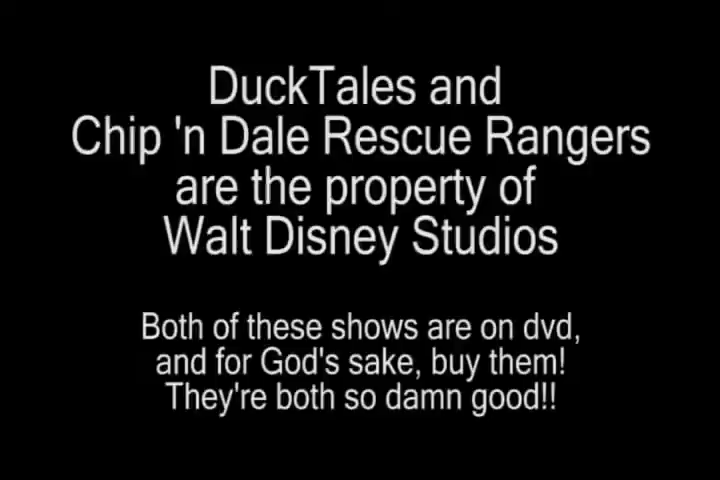 DuckTales and
Chip 'n Dale Rescue Rangers
are the property of
Walt Disney Studios
Both of these shows are on dvd,
and for God's sake, buy them!
They're both so damn good!!